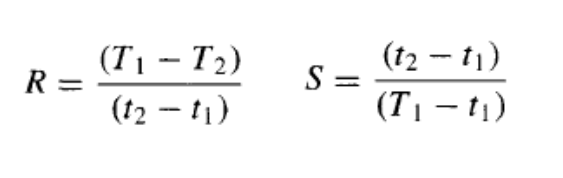 R = (T₁ − T₂) / (t₂ − t₁)
S = (t₂ − t₁) / (T₁ − t₁)